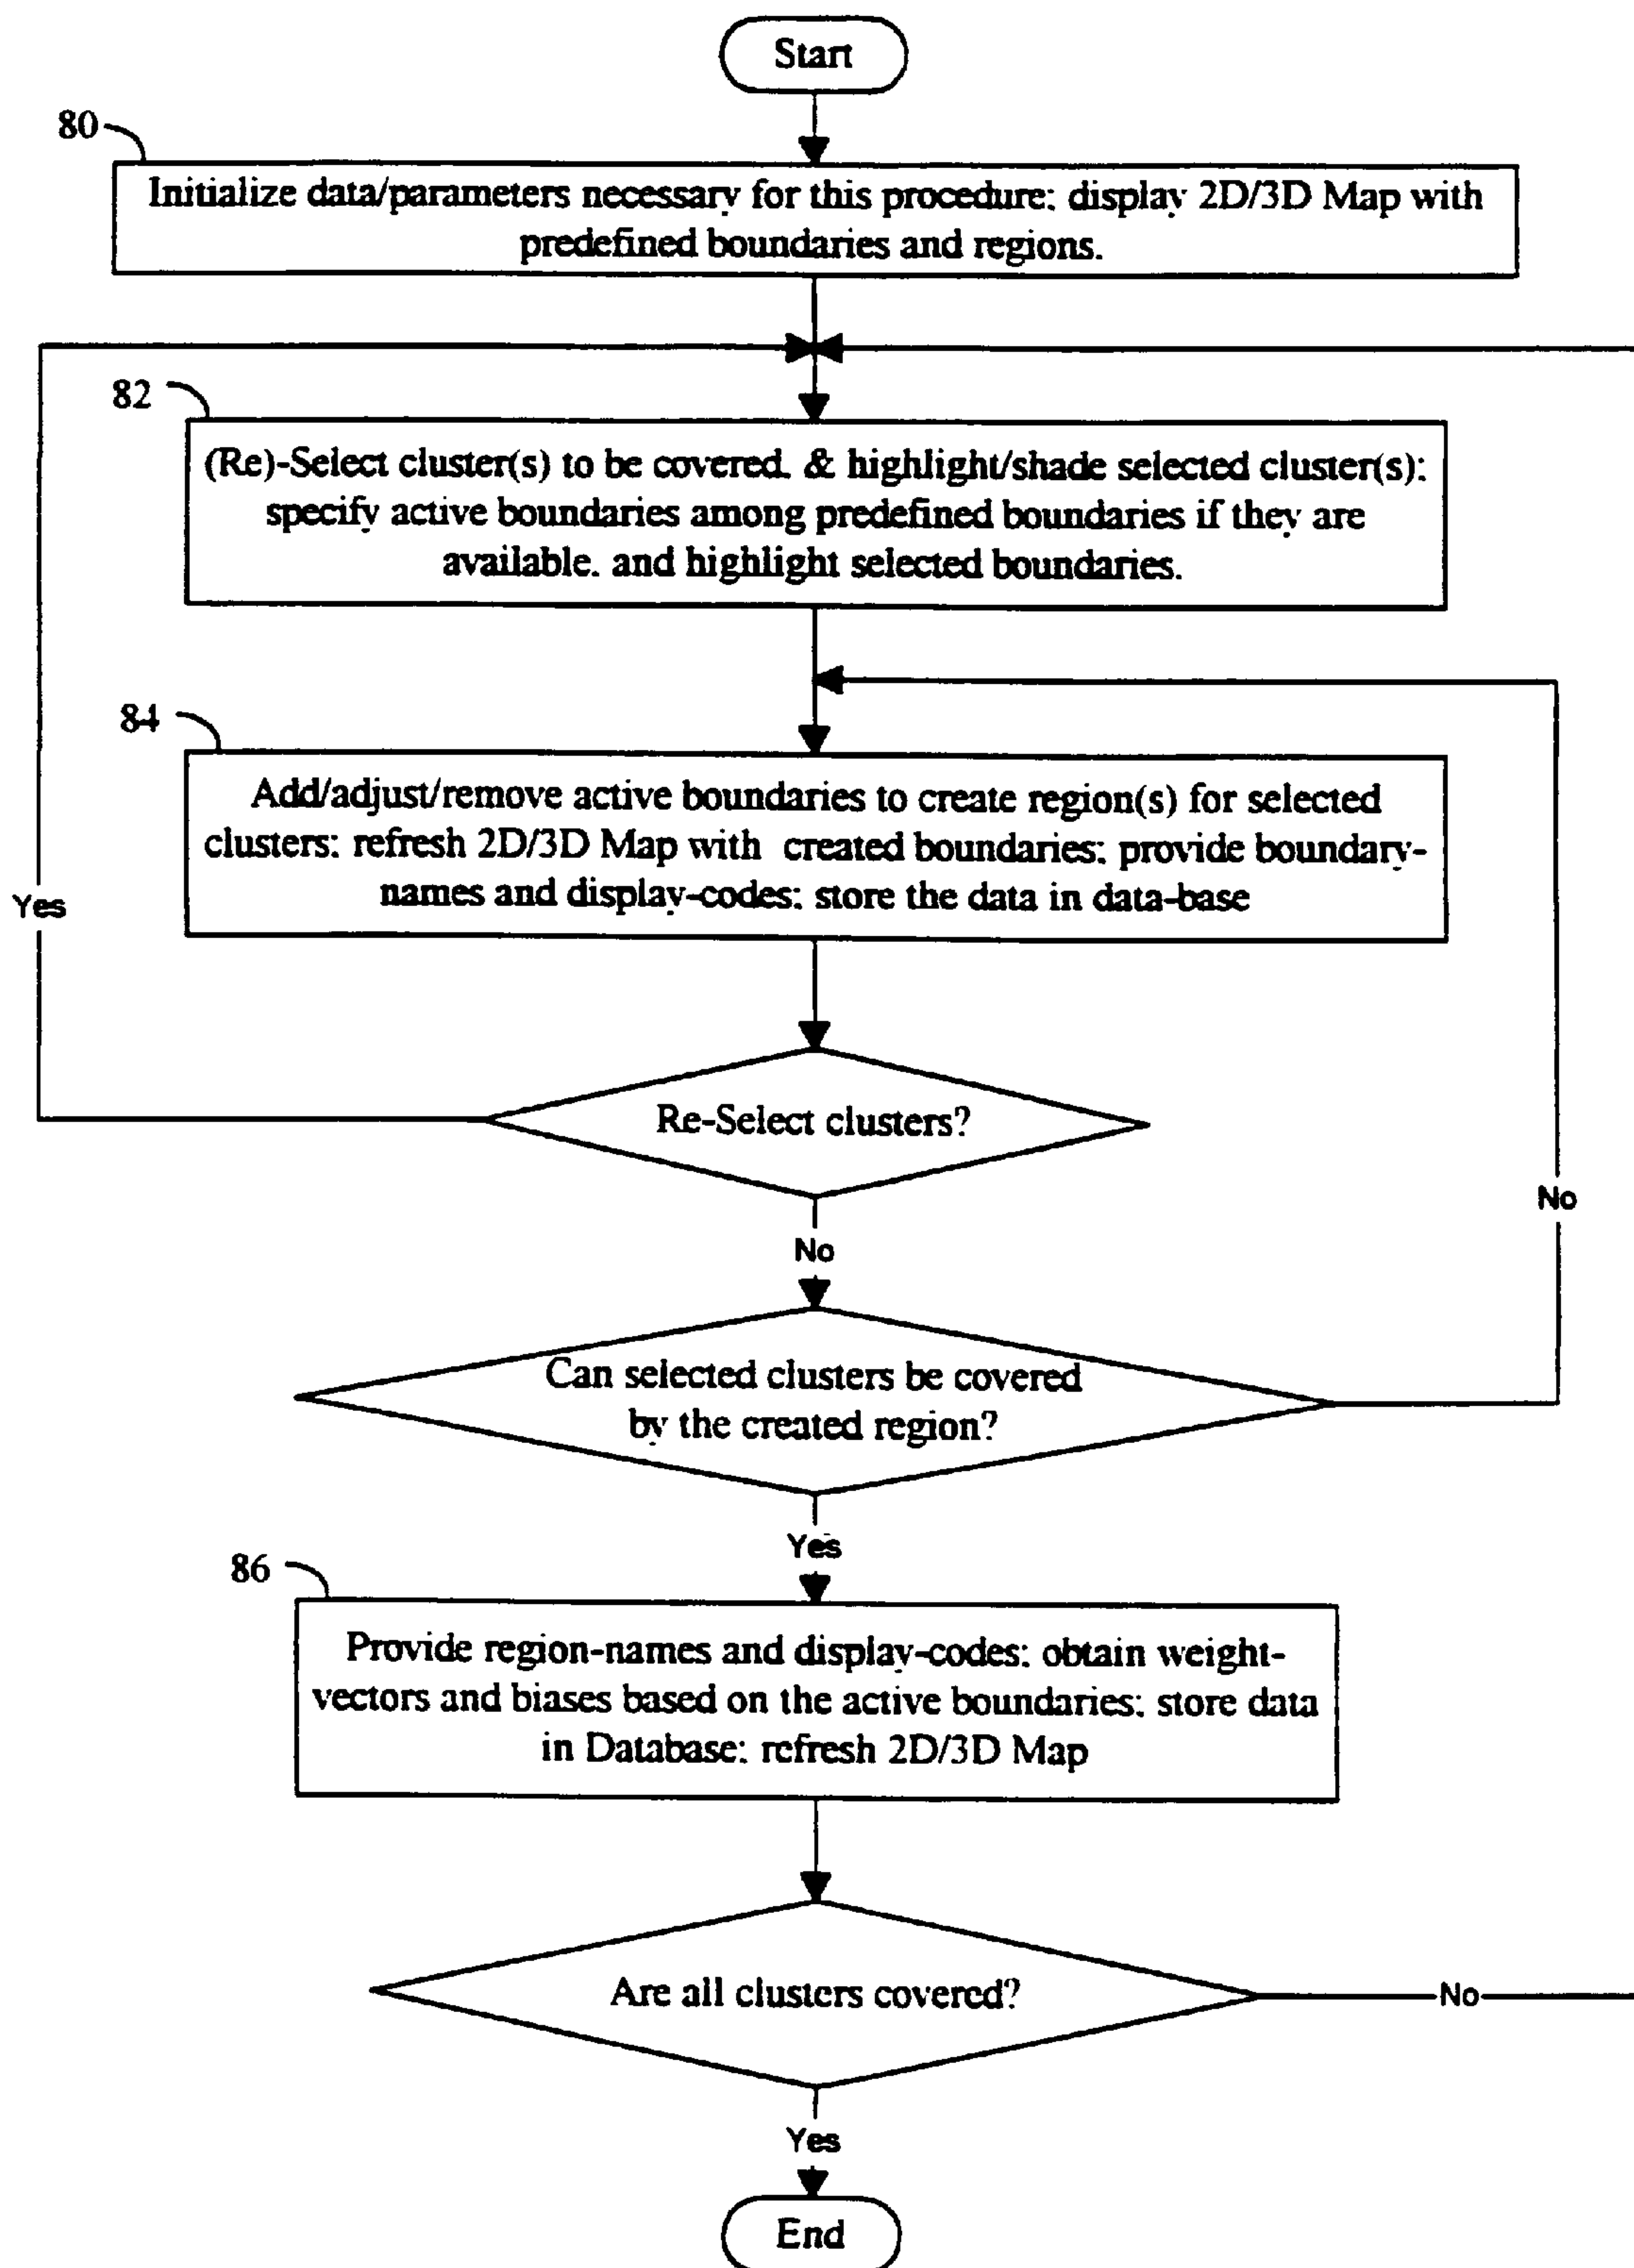 Start
80
Initialize data/parameters necessary for this procedure; display 2D/3D Map with
predefined boundaries and regions.
82
(Re)-Select cluster(s) to be covered. & highlight/shade selected cluster(s);
specify active boundaries among predefined boundaries if they are
available. and highlight selected boundaries.
84
Add/adjust/remove active boundaries to create region(s) for selected
clusters; refresh 2D/3D Map with created boundaries; provide boundary-
names and display-codes; store the data in data-base
Yes
Re-Select clusters?
No
No
Can selected clusters be covered
by the created region?
Yes
86
Provide region-names and display-codes; obtain weight-
vectors and biases based on the active boundaries; store data
in Database; refresh 2D/3D Map
Are all clusters covered?
No
Yes
End